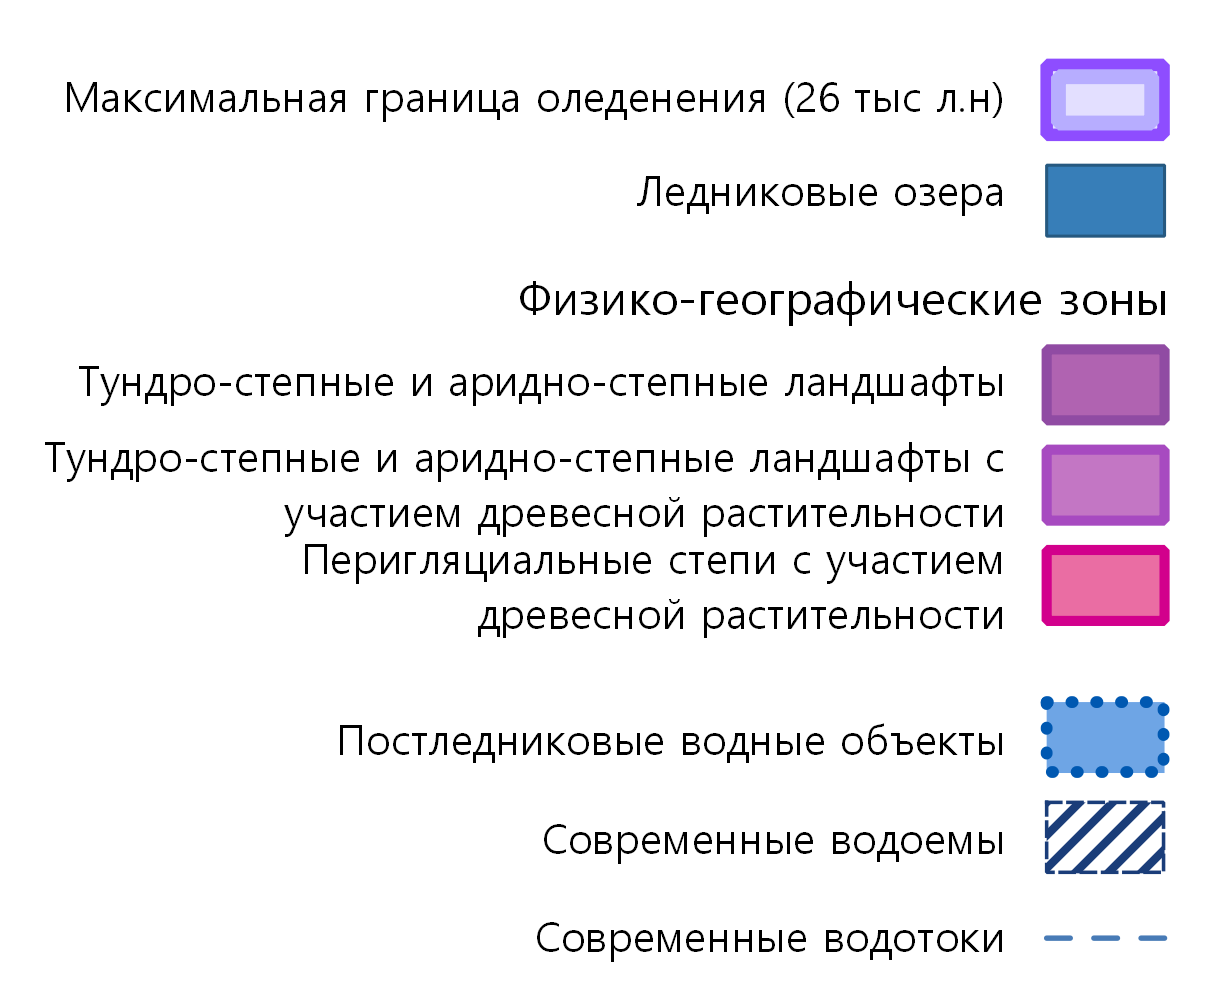 Максимальная граница оледенения (26 тыс л.н)
Ледниковые озера
Физико-географические зоны
Тундро-степные и аридно-степные ландшафты
Тундро-степные и аридно-степные ландшафты с
участием древесной растительности
Перигляциальные степи с участием
древесной растительности
Постледниковые водные объекты
Современные водоемы
Современные водотоки